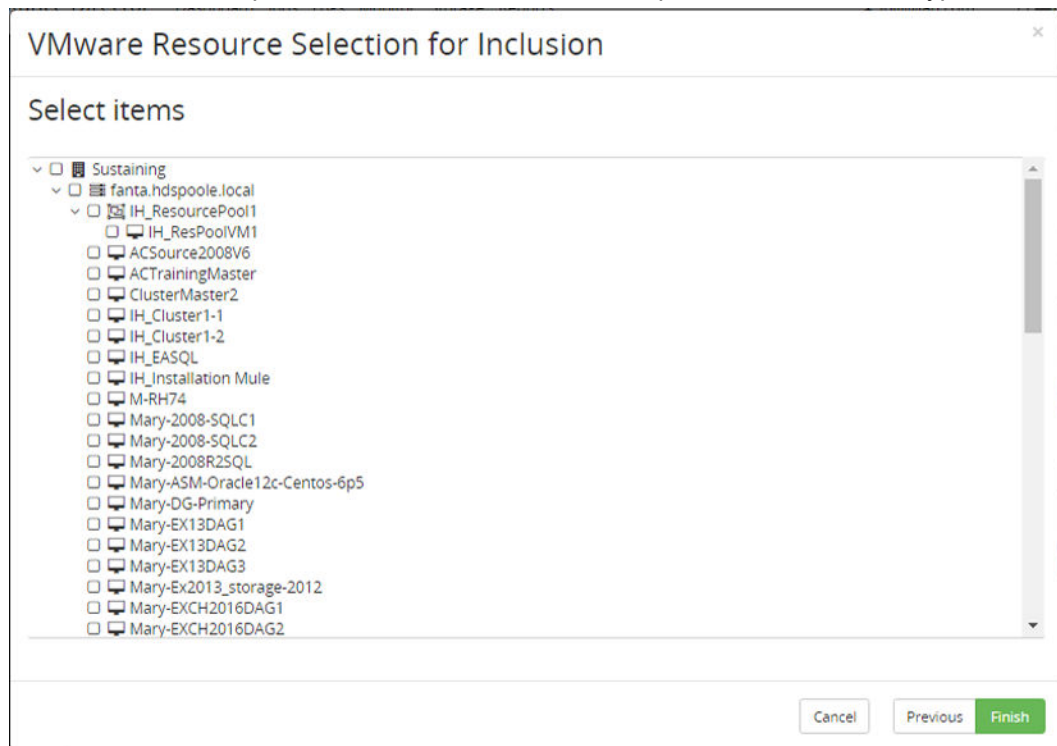 VMware Resource Selection for Inclusion
×
Select items
Sustaining
fanta.hdspoole.local
IH_ResourcePool1
IH_ResPoolVM1
ACSource2008V6
ACTrainingMaster
ClusterMaster2
IH_Cluster1-1
IH_Cluster1-2
IH_EASQL
IH_Installation Mule
M-RH74
Mary-2008-SQLC1
Mary-2008-SQLC2
Mary-2008R2SQL
Mary-ASM-Oracle12c-Centos-6p5
Mary-DG-Primary
Mary-EX13DAG1
Mary-EX13DAG2
Mary-EX13DAG3
Mary-Ex2013_storage-2012
Mary-EXCH2016DAG1
Mary-EXCH2016DAG2
Cancel Previous Finish